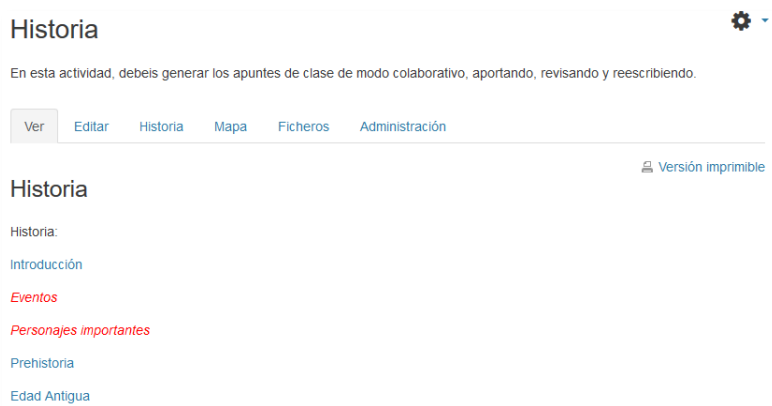 Historia
En esta actividad, debeis generar los apuntes de clase de modo colaborativo, aportando, revisando y reescribiendo.
Ver Editar Historia Mapa Ficheros Administración
Versión imprimible
Historia
Historia:
Introducción
Eventos
Personajes importantes
Prehistoria
Edad Antigua